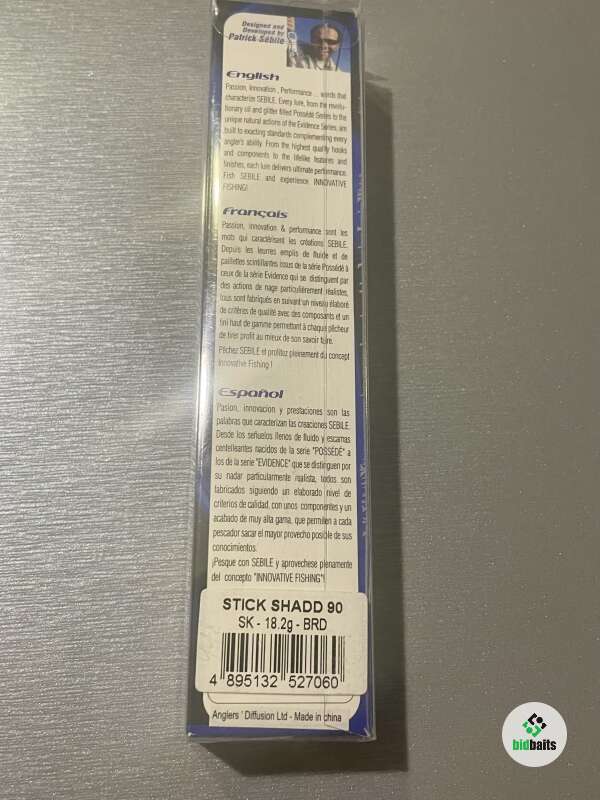 Designed and
Developed by
Patrick Sébile
English
Passion, Innovation , Performance ... words that
characterize SEBILE. Every lure, from the revolu-
tionary oil and glitter filled Possédé Series to the
unique natural actions of the Evidence Series, are
built to exacting standards complementing every
angler's ability. From the highest quality hooks
and components to the lifelike features and
finishes, each lure delivers ultimate performance.
Fish SEBILE and experience INNOVATIVE
FISHING!
Français
Passion, innovation & performance sont les
mots qui caractérisent les créations SEBILE.
Depuis les leurres emplis de fluide et de
paillettes scintillantes issus de la série Possédé à
ceux de la série Evidence qui se distinguent par
des actions de nage particulièrement réalistes,
tous sont fabriqués en suivant un niveau élaboré
de critères de qualité avec des composants et un
fini haut de gamme permettant à chaque pêcheur
de tirer profit au mieux de son savoir faire.
Pêchez SEBILE et profitez pleinement du concept
Innovative Fishing !
Español
Pasion, innovacion y prestaciones son las
palabras que caracterizan las creaciones SEBILE.
Desde los señuelos llenos de fluido y escamas
centelleantes nacidos de la serie "POSSÉDÉ" a
los de la serie "EVIDENCE" que se distinguen por
su nadar particularmente realista, todos son
fabricados siguiendo un elaborado nivel de
criterios de calidad, con unos componentes y un
acabado de muy alta gama, que permiten a cada
pescador sacar el mayor provecho posible de sus
conocimientos.
¡Pesque con SEBILE y aprovechese plenamente
del concepto "INNOVATIVE FISHING"!
STICK SHADD 90
SK - 18.2g - BRD
4 895132 527060
Anglers ' Diffusion Ltd - Made in china
bidbaits